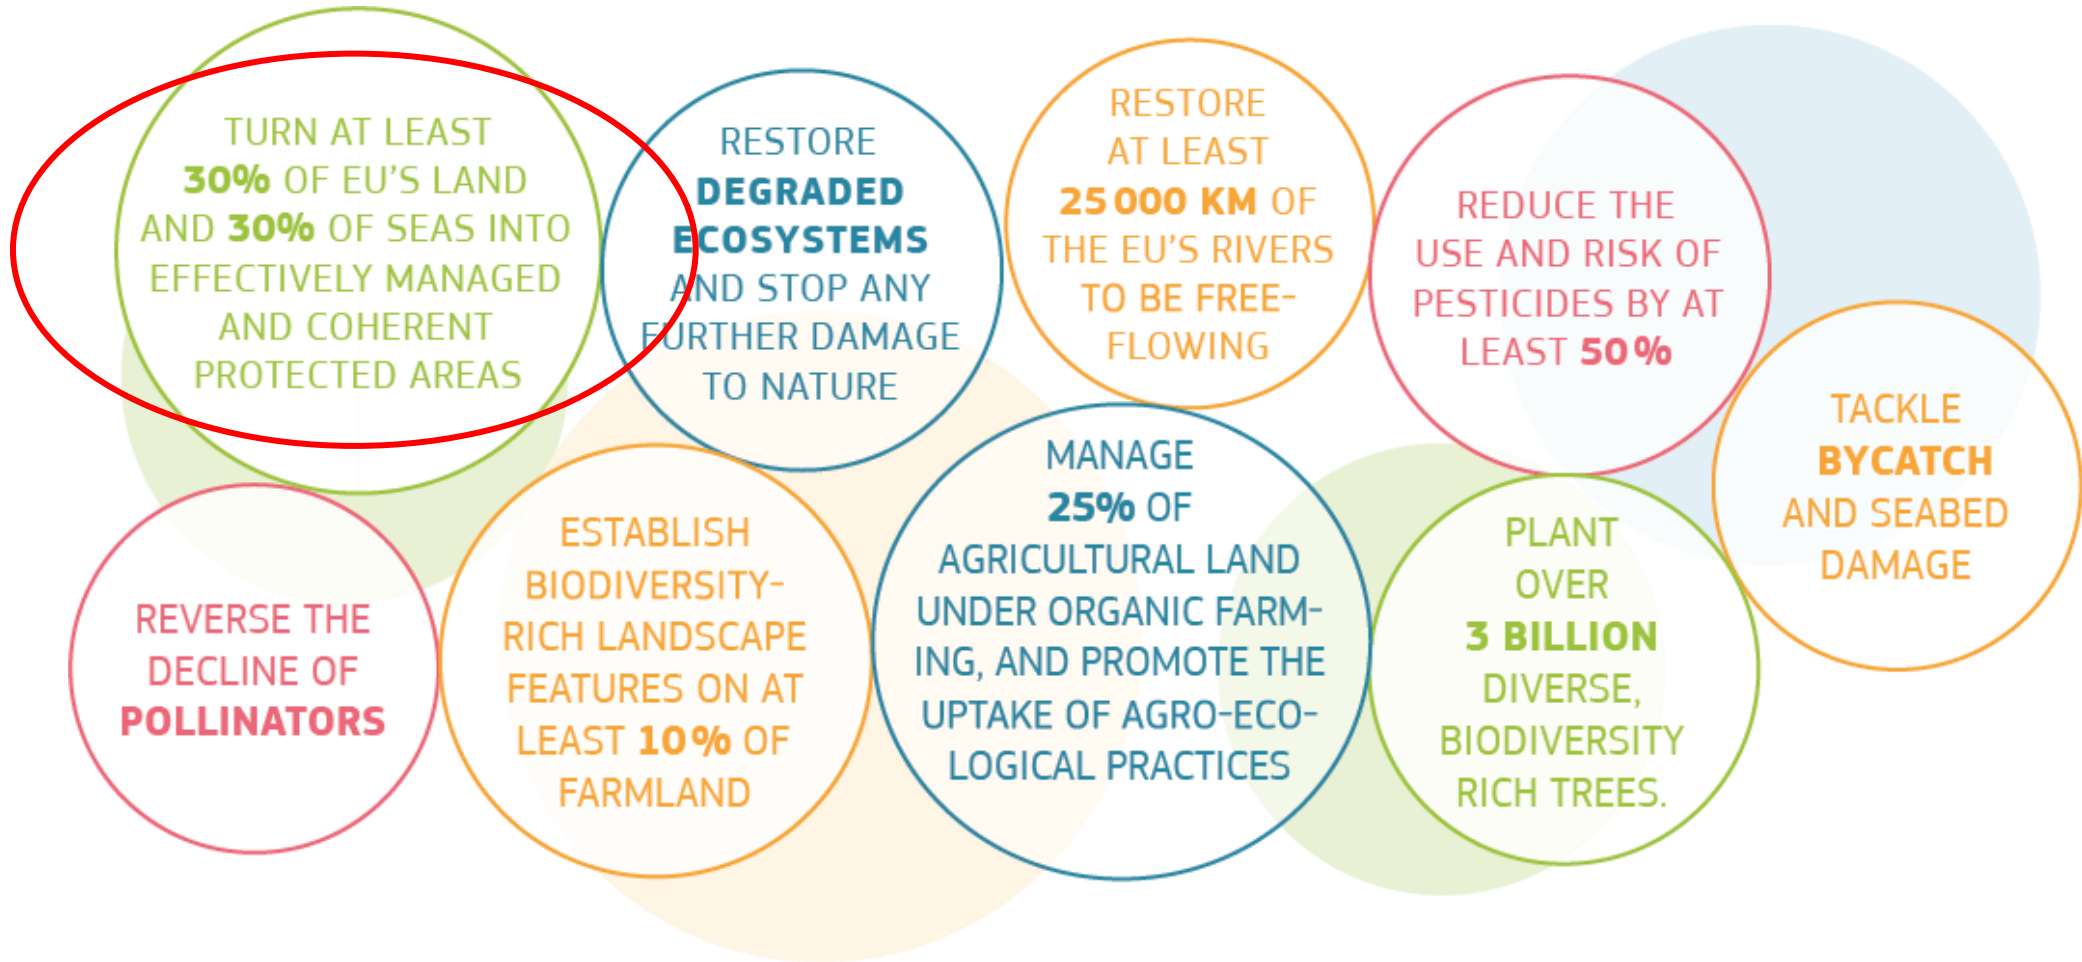 TURN AT LEAST
30% OF EU'S LAND
AND 30% OF SEAS INTO
EFFECTIVELY MANAGED
AND COHERENT
PROTECTED AREAS
RESTORE
DEGRADED
ECOSYSTEMS
AND STOP ANY
FURTHER DAMAGE
TO NATURE
RESTORE
AT LEAST
25 000 KM OF
THE EU'S RIVERS
TO BE FREE-
FLOWING
REDUCE THE
USE AND RISK OF
PESTICIDES BY AT
LEAST 50%
TACKLE
BYCATCH
AND SEABED
DAMAGE
REVERSE THE
DECLINE OF
POLLINATORS
ESTABLISH
BIODIVERSITY-
RICH LANDSCAPE
FEATURES ON AT
LEAST 10% OF
FARMLAND
MANAGE
25% OF
AGRICULTURAL LAND
UNDER ORGANIC FARM-
ING, AND PROMOTE THE
UPTAKE OF AGRO-ECO-
LOGICAL PRACTICES
PLANT
OVER
3 BILLION
DIVERSE,
BIODIVERSITY
RICH TREES.